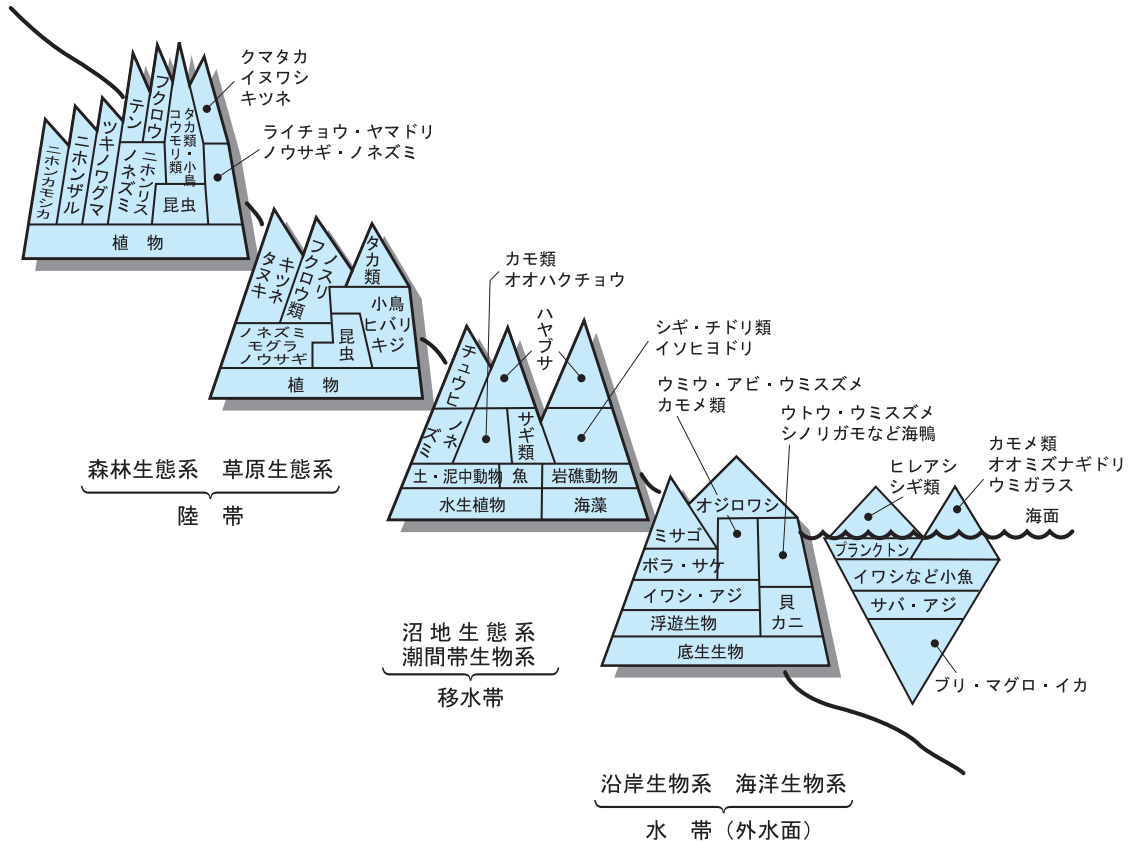 クマタカ
イヌワシ
キツネ
ライチョウ・ヤマドリ
ノウサギ・ノネズミ
ニホンカモシカ
ニホンザル
ツキノワグマ
テン
フクロウ
タカ類・小鳥
コウモリ類
ノネズミ
ニホンリス
昆虫
植　物
タヌキ
キツネ
フクロウ類
ノスリ
タカ類
小鳥
ヒバリ
キジ
ノネズミ
モグラ
ノウサギ
昆虫
植　物
カモ類
オオハクチョウ
ハヤブサ
シギ・チドリ類
イソヒヨドリ
チュウヒ
ノネズミ
サギ類
土・泥中動物
魚
岩礁動物
水生植物
海藻
ウミウ・アビ・ウミスズメ
カモメ類
ウトウ・ウミスズメ
シノリガモなど海鴨
オジロワシ
ミサゴ
ボラ・サケ
イワシ・アジ
浮遊生物
貝
カニ
底生生物
ヒレアシ
シギ類
カモメ類
オオミズナギドリ
ウミガラス
海面
プランクトン
イワシなど小魚
サバ・アジ
ブリ・マグロ・イカ
森林生態系　草原生態系
陸　帯
沼地生態系
潮間帯生物系
移水帯
沿岸生物系　海洋生物系
水　帯（外水面）